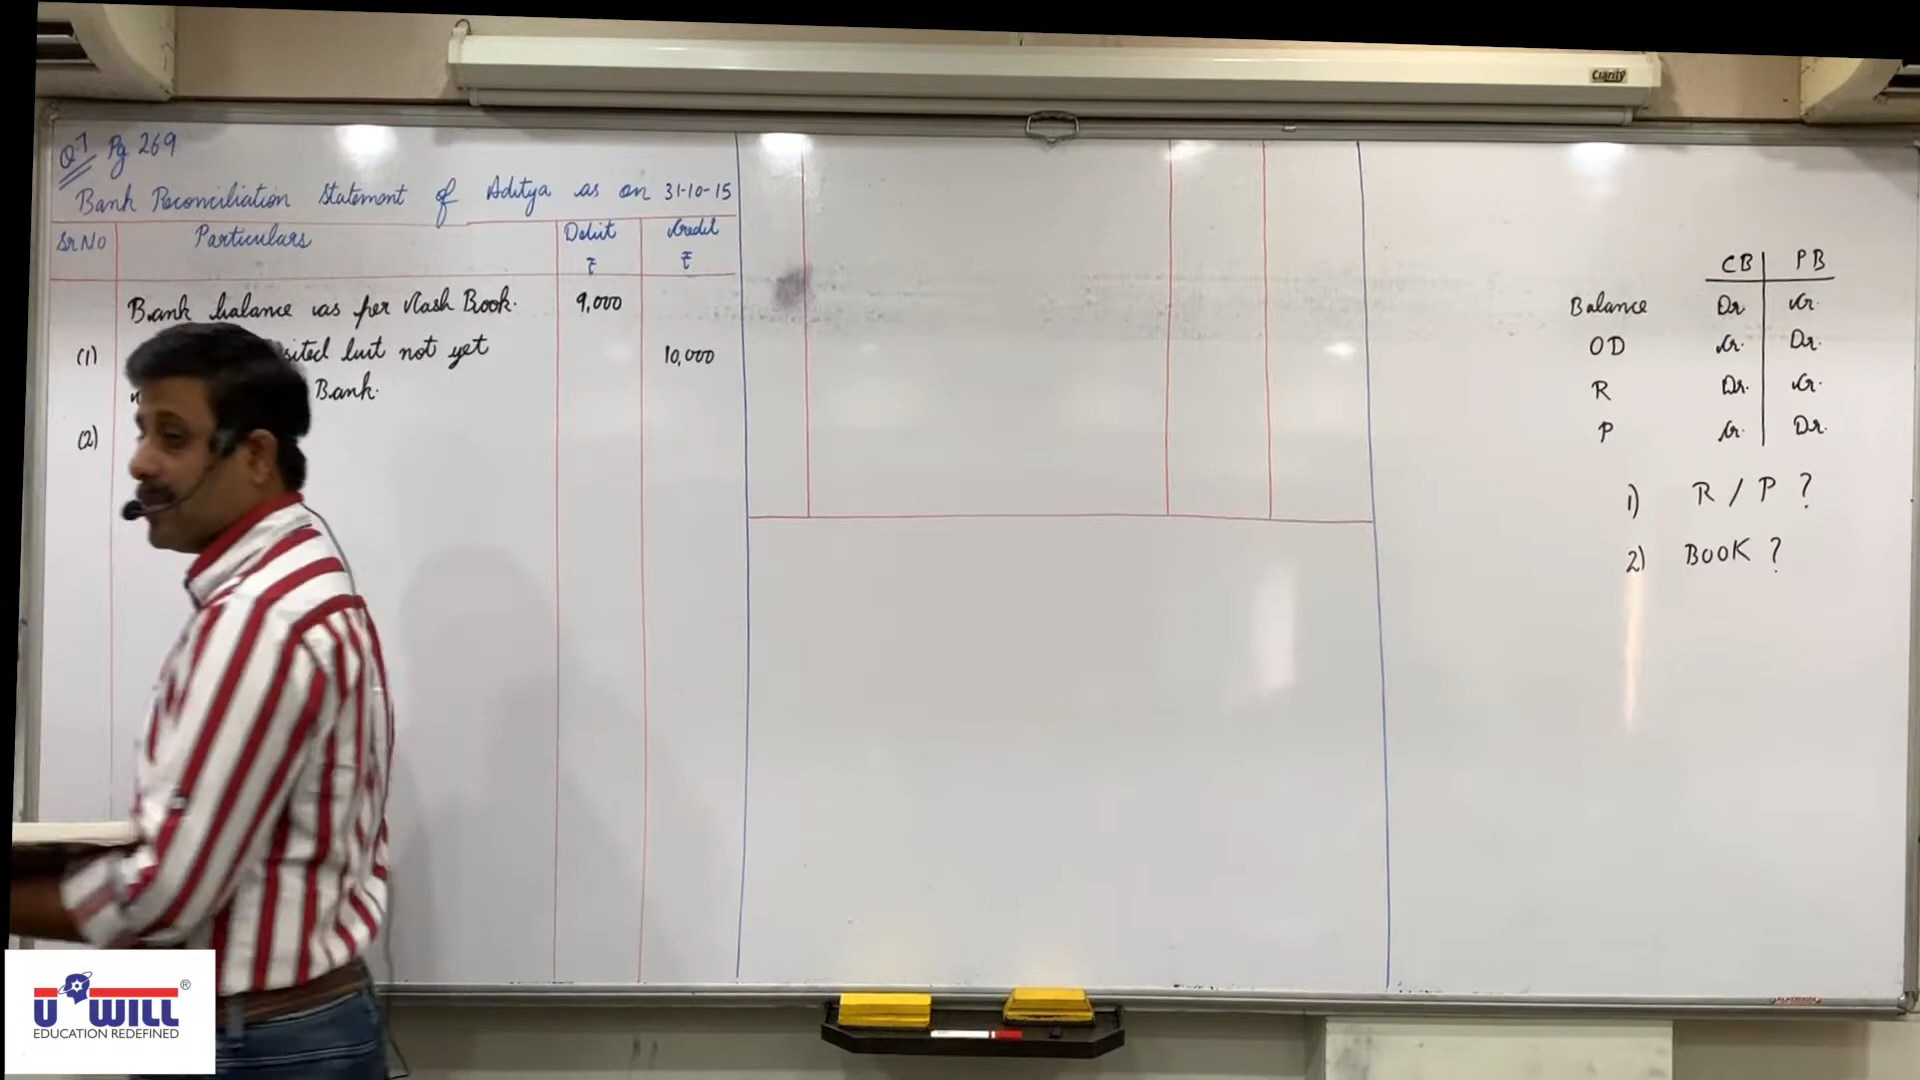 Clarity
Q.7 Pg 269
Bank Reconciliation Statement of Aditya as on 31-10-15
Sr No Particulars Debit ₹ Credit ₹
Bank balance as per Cash Book. 9,000
(1) sited but not yet 10,000
Bank.
(2)
CB PB
Balance Dr Cr.
OD Cr. Dr.
R Dr. Cr.
P Cr. Dr.
1) R / P ?
2) BOOK ?
U WILL ®
EDUCATION REDEFINED